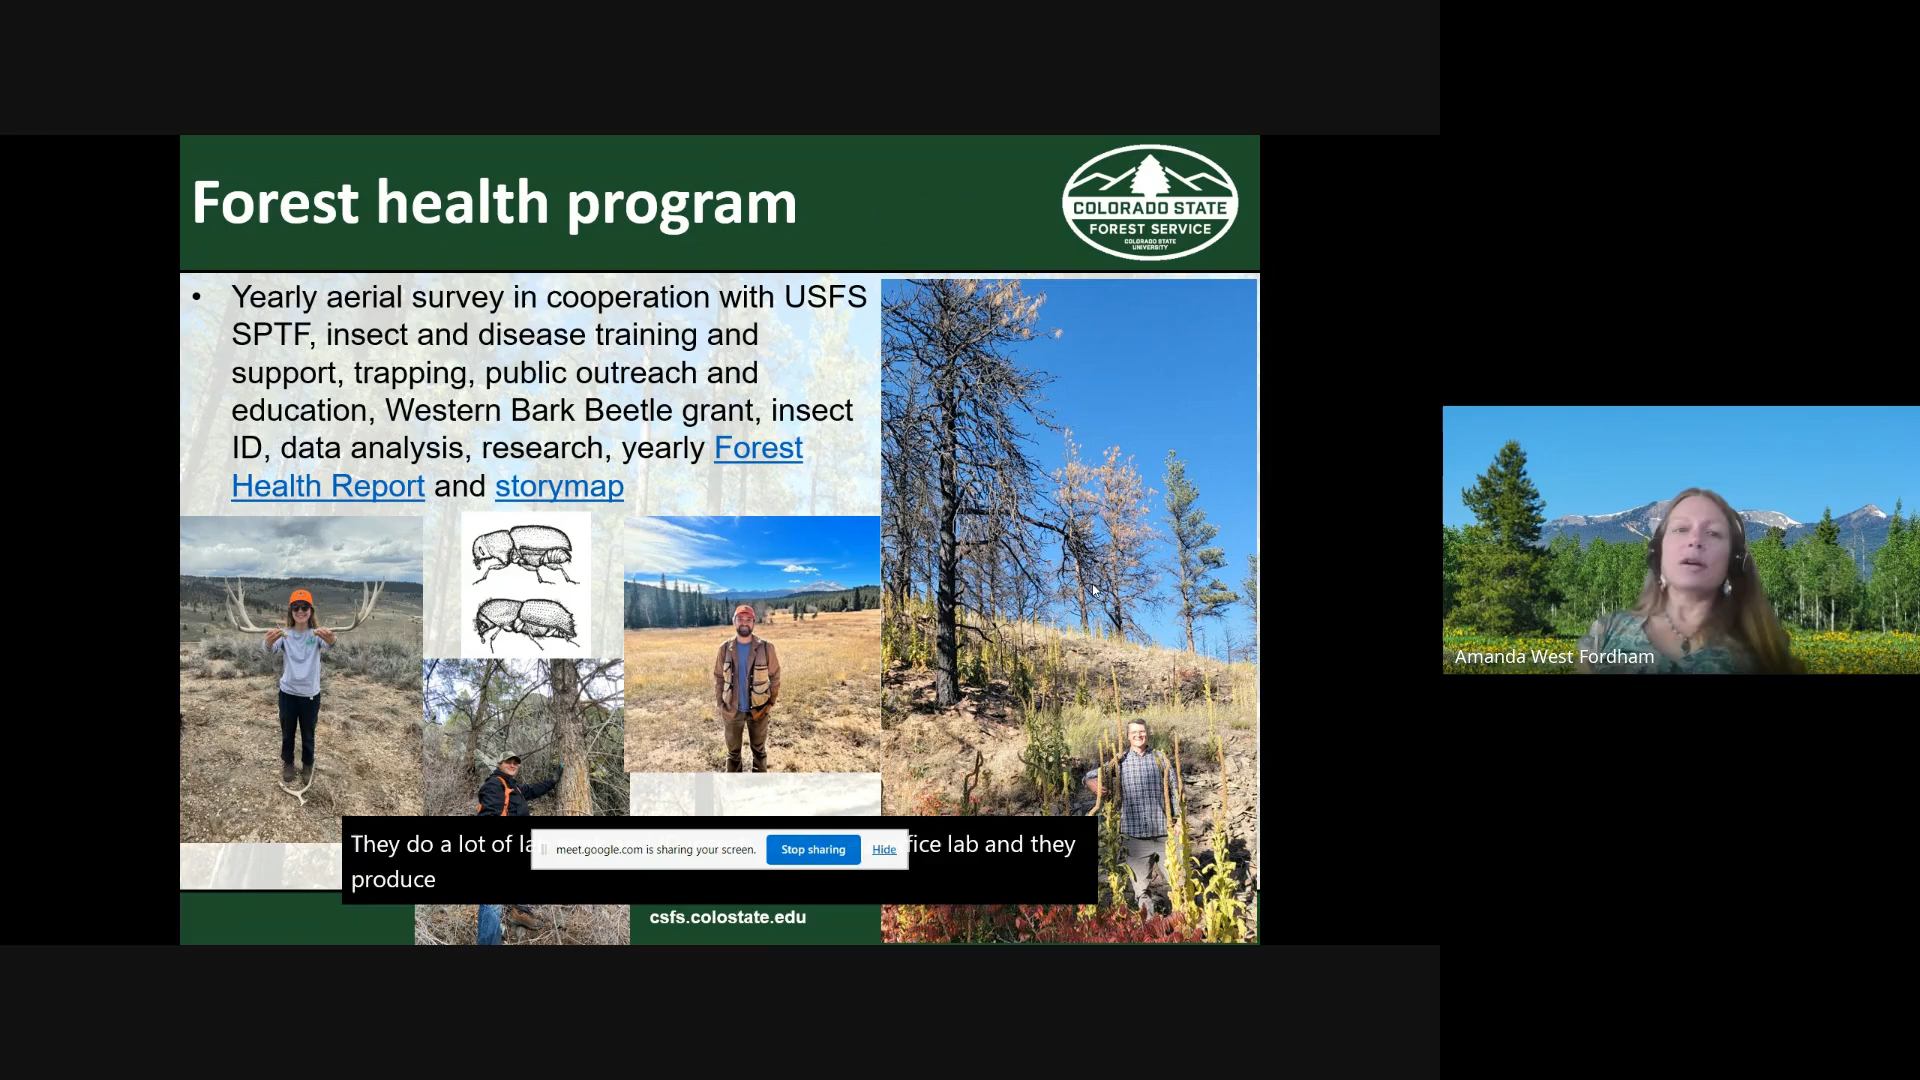 Forest health program
COLORADO STATE
FOREST SERVICE
COLORADO STATE
UNIVERSITY
• Yearly aerial survey in cooperation with USFS
SPTF, insect and disease training and
support, trapping, public outreach and
education, Western Bark Beetle grant, insect
ID, data analysis, research, yearly Forest
Health Report and storymap
Amanda West Fordham
They do a lot of
lab and they
produce
meet.google.com is sharing your screen.
Stop sharing
Hide
csfs.colostate.edu